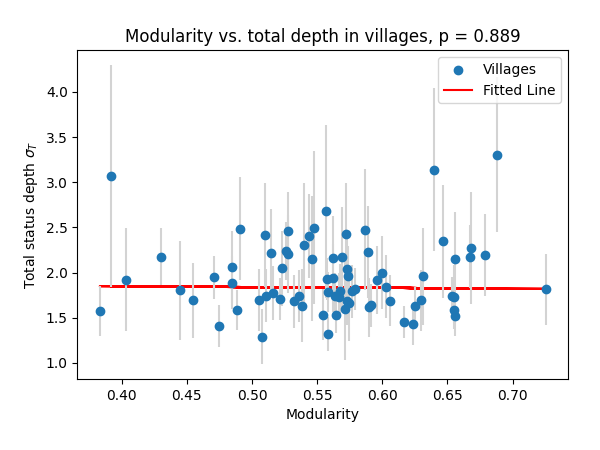 Modularity vs. total depth in villages, p = 0.889
Villages
Fitted Line
Total status depth σ_T
4.0
3.5
3.0
2.5
2.0
1.5
1.0
0.40 0.45 0.50 0.55 0.60 0.65 0.70
Modularity